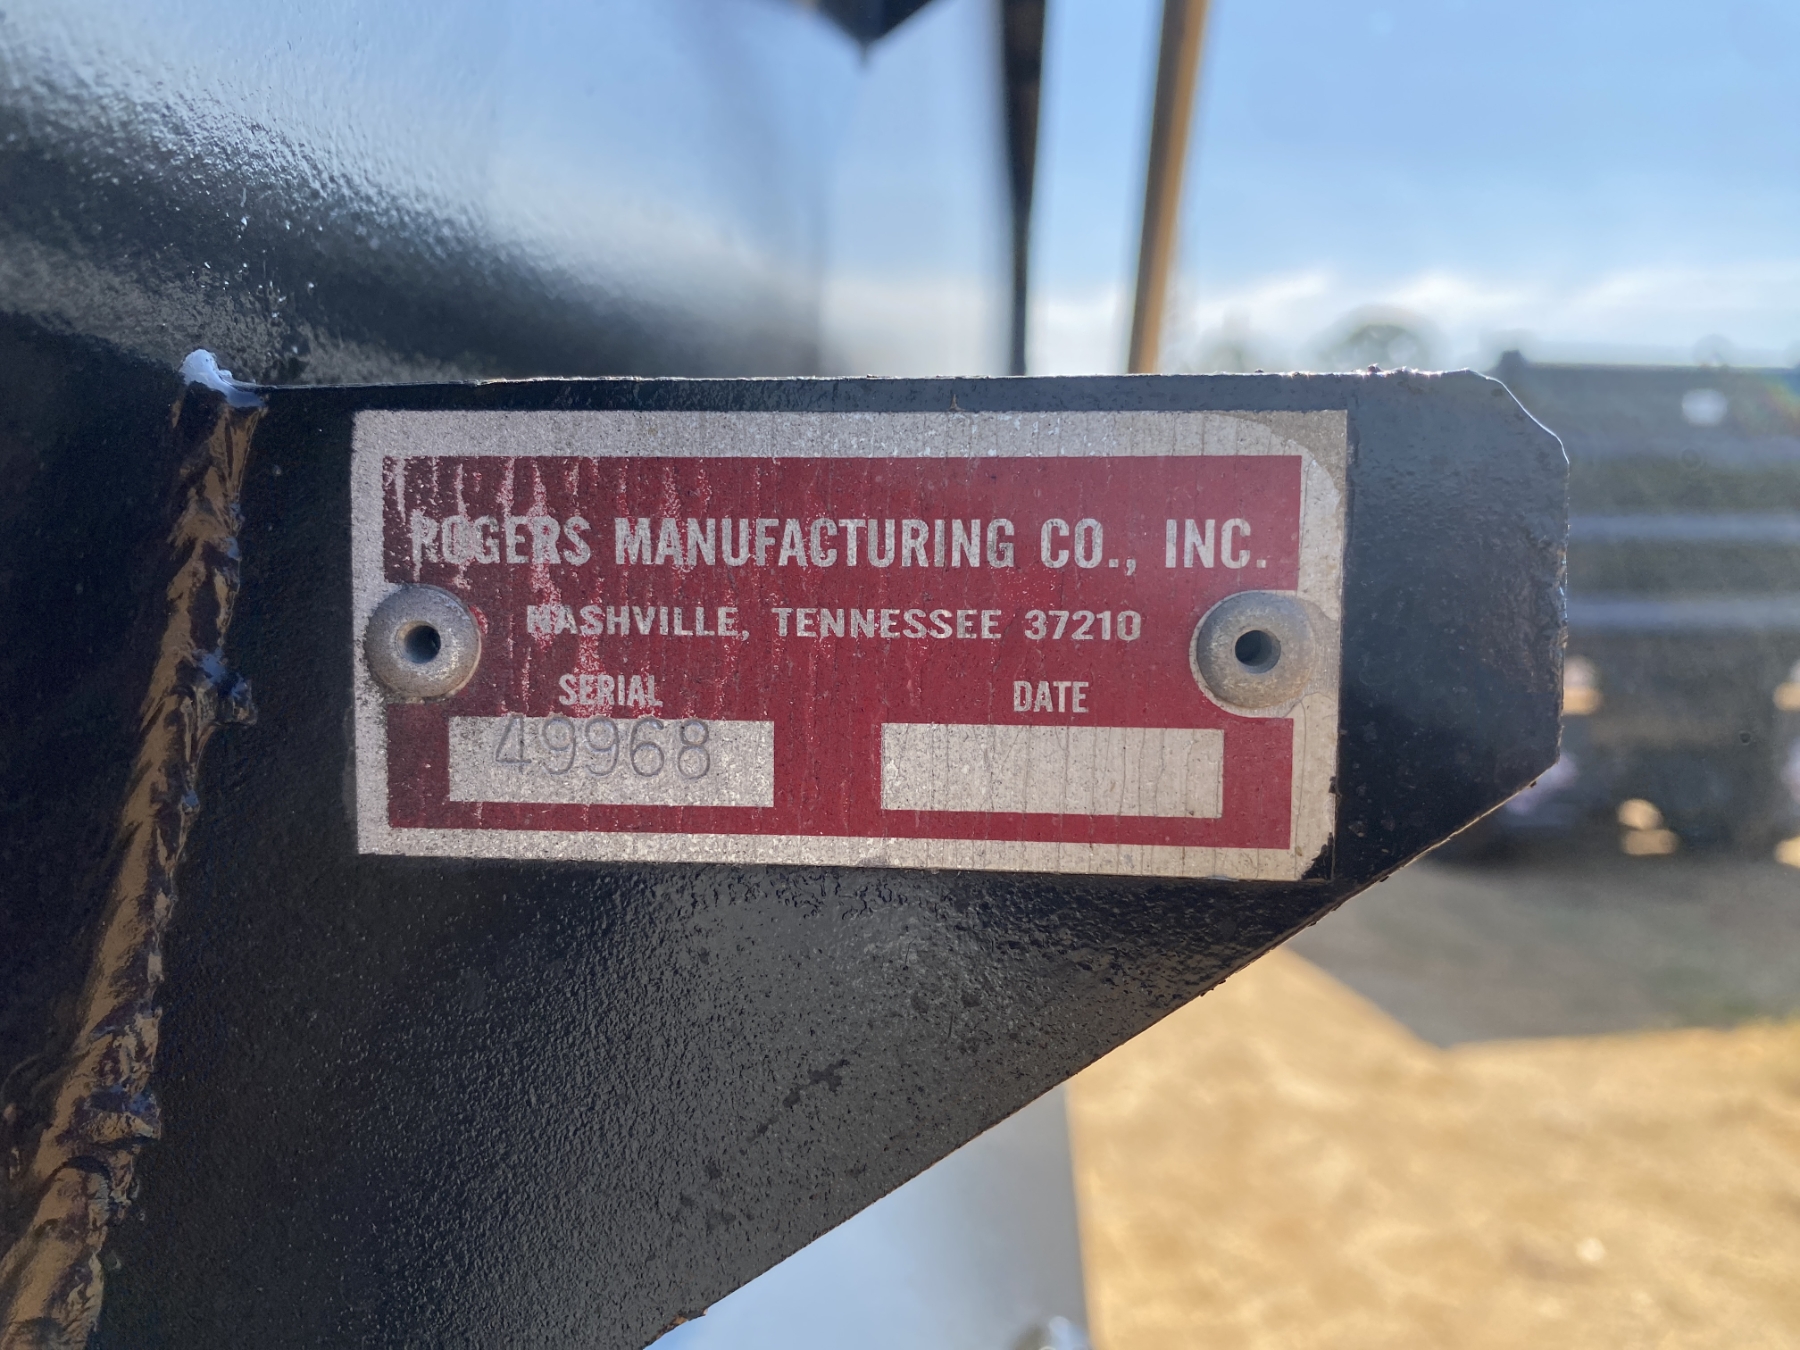 ROGERS MANUFACTURING CO., INC.
NASHVILLE, TENNESSEE 37210
SERIAL DATE
49968